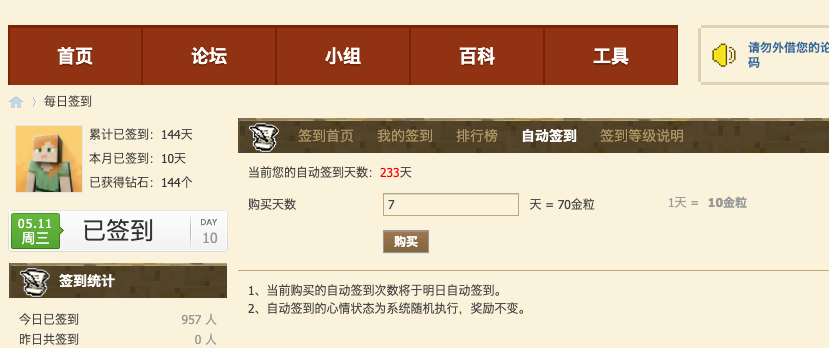 首页 论坛 小组 百科 工具
请勿外借您的论
码
每日签到
累计已签到：144天
本月已签到：10天
已获得钻石：144个
05.11
周三
已签到
DAY
10
签到统计
今日已签到 957 人
昨日共签到 0 人
签到首页 我的签到 排行榜 自动签到 签到等级说明
当前您的自动签到天数：233天
购买天数 7 天 = 70金粒 1天 = 10金粒
购买
1、当前购买的自动签到次数将于明日自动签到。
2、自动签到的心情状态为系统随机执行，奖励不变。